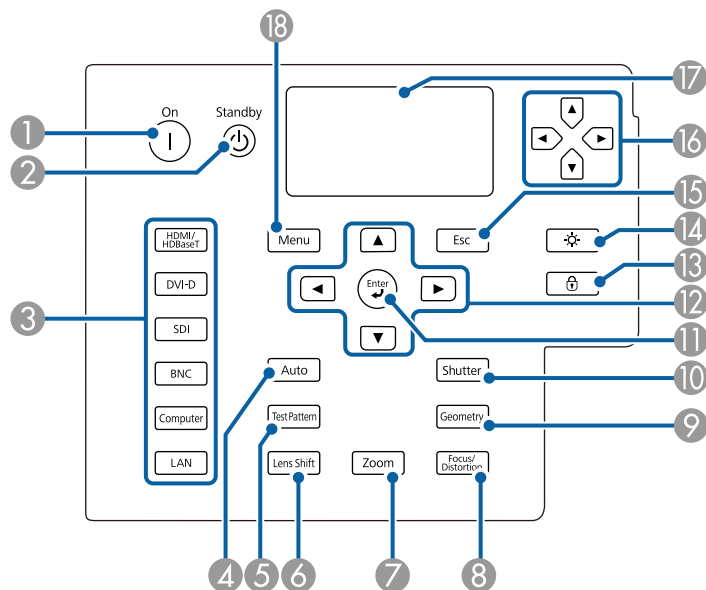 18
17
On
Standby
1
2
16
15
Menu
Esc
14
HDMI/
HDBaseT
13
Enter
DVI-D
12
3
SDI
11
BNC
Auto
Shutter
10
Computer
Test Pattern
Geometry
9
LAN
Lens Shift
Zoom
Focus/
Distortion
4
5
6
7
8